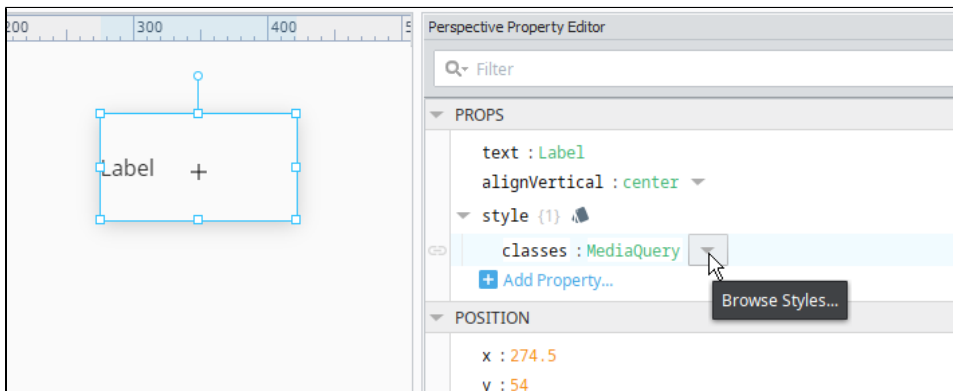 200 300 400 5
Perspective Property Editor
Filter
PROPS
text : Label
alignVertical : center
style {1}
classes : MediaQuery
Add Property...
Browse Styles...
POSITION
x : 274.5
y : 54
Label